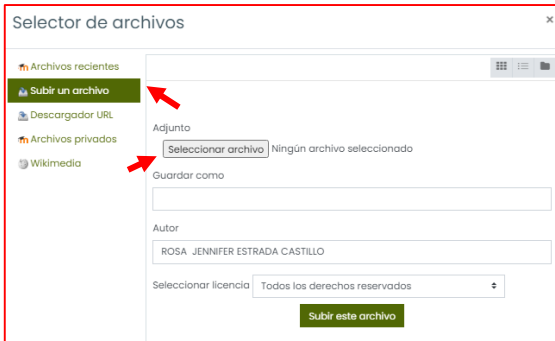 Selector de archivos
×
Archivos recientes
Subir un archivo
Descargador URL
Archivos privados
Wikimedia
Adjunto
Seleccionar archivo Ningún archivo seleccionado
Guardar como
Autor
ROSA JENNIFER ESTRADA CASTILLO
Seleccionar licencia Todos los derechos reservados
Subir este archivo